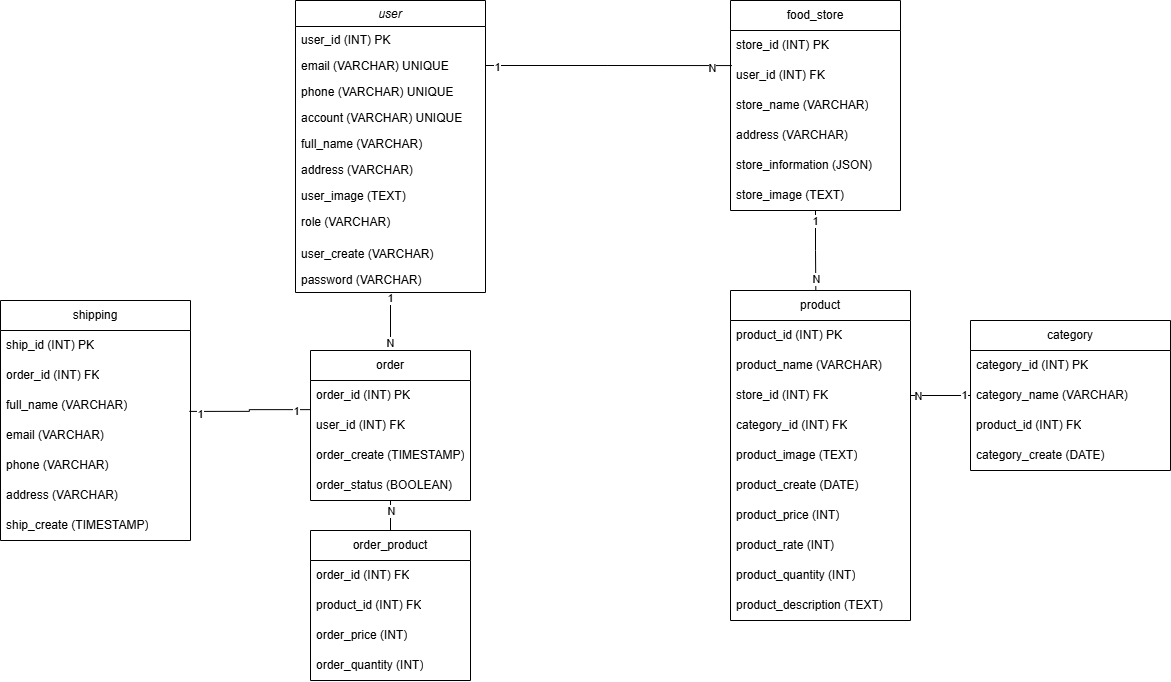 user
user_id (INT) PK
email (VARCHAR) UNIQUE
phone (VARCHAR) UNIQUE
account (VARCHAR) UNIQUE
full_name (VARCHAR)
address (VARCHAR)
user_image (TEXT)
role (VARCHAR)
user_create (VARCHAR)
password (VARCHAR)
1
N
food_store
store_id (INT) PK
user_id (INT) FK
store_name (VARCHAR)
address (VARCHAR)
store_information (JSON)
store_image (TEXT)
1
N
1
N
shipping
ship_id (INT) PK
order_id (INT) FK
full_name (VARCHAR)
email (VARCHAR)
phone (VARCHAR)
address (VARCHAR)
ship_create (TIMESTAMP)
1
1
order
order_id (INT) PK
user_id (INT) FK
order_create (TIMESTAMP)
order_status (BOOLEAN)
N
order_product
order_id (INT) FK
product_id (INT) FK
order_price (INT)
order_quantity (INT)
product
product_id (INT) PK
product_name (VARCHAR)
store_id (INT) FK
category_id (INT) FK
product_image (TEXT)
product_create (DATE)
product_price (INT)
product_rate (INT)
product_quantity (INT)
product_description (TEXT)
N
1
category
category_id (INT) PK
category_name (VARCHAR)
product_id (INT) FK
category_create (DATE)